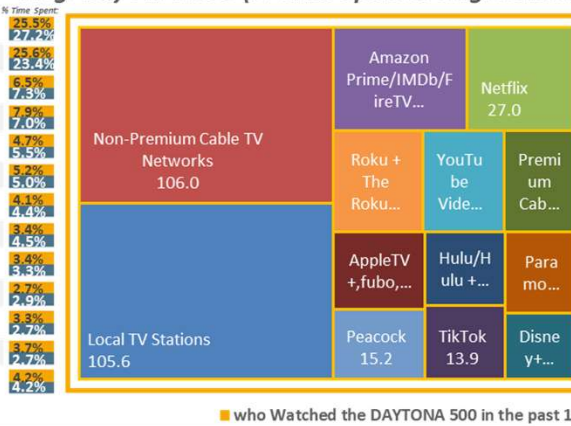 % Time Spent:
25.5%
27.2%
25.6%
23.4%
6.5%
7.3%
7.9%
7.0%
4.7%
5.5%
5.2%
5.0%
4.1%
4.4%
3.4%
4.5%
3.4%
3.3%
2.7%
2.9%
3.3%
2.7%
3.7%
2.7%
4.2%
4.2%
Non-Premium Cable TV
Networks
106.0
Local TV Stations
105.6
Amazon
Prime/IMDb/F
ireTV...
Netflix
27.0
Roku +
The
Roku...
YouTu
be
Vide...
Premi
um
Cab...
AppleTV
+,fubo,...
Hulu/H
ulu +...
Para
mo...
Peacock
15.2
TikTok
13.9
Disne
y+...
who Watched the DAYTONA 500 in the past 1